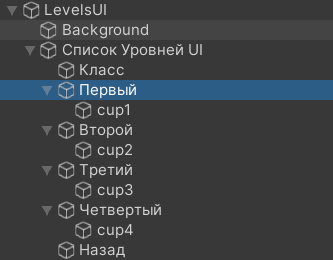 LevelsUI
Background
Список Уровней UI
Класс
Первый
cup1
Второй
cup2
Третий
cup3
Четвертый
cup4
Назад